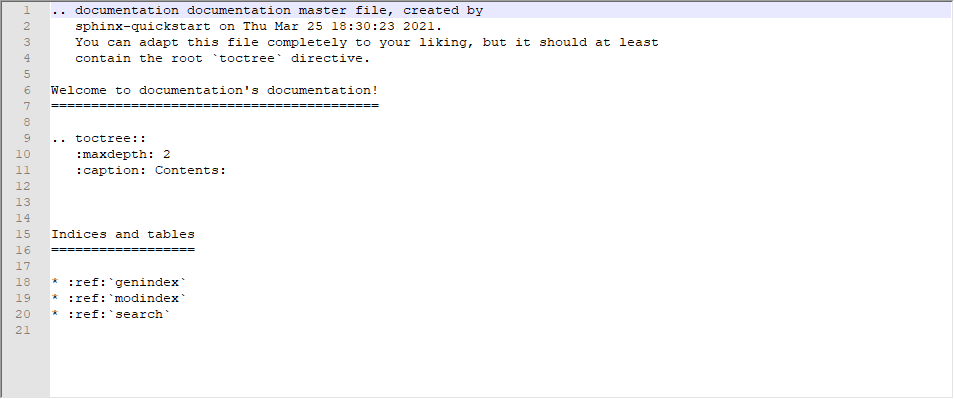 1 .. documentation documentation master file, created by
2    sphinx-quickstart on Thu Mar 25 18:30:23 2021.
3    You can adapt this file completely to your liking, but it should at least
4    contain the root `toctree` directive.
5
6 Welcome to documentation's documentation!
7 =========================================
8
9 .. toctree::
10    :maxdepth: 2
11    :caption: Contents:
12
13
14
15 Indices and tables
16 ==================
17
18 * :ref:`genindex`
19 * :ref:`modindex`
20 * :ref:`search`
21